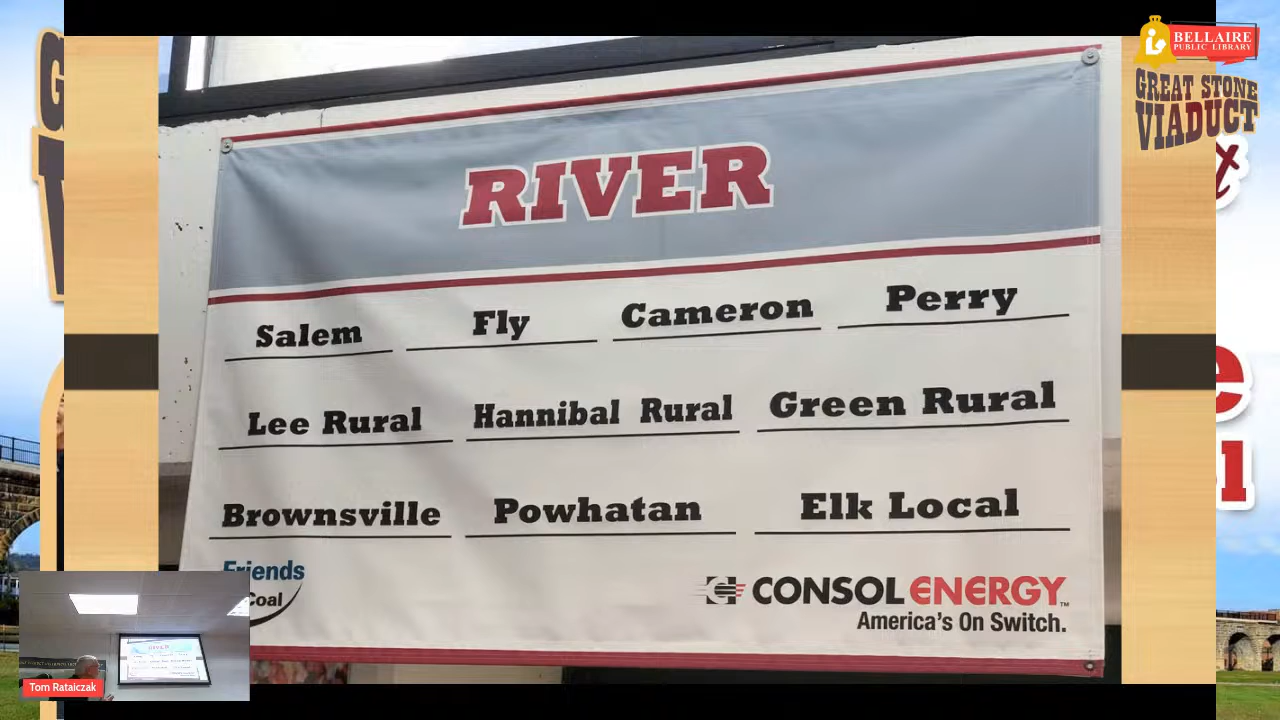 BELLAIRE
PUBLIC LIBRARY
GREAT STONE
VIADUCT
RIVER
Salem Fly Cameron Perry
Lee Rural Hannibal Rural Green Rural
Brownsville Powhatan Elk Local
Friends
Coal
CONSOL ENERGY™
America's On Switch.
Tom Rataiczak